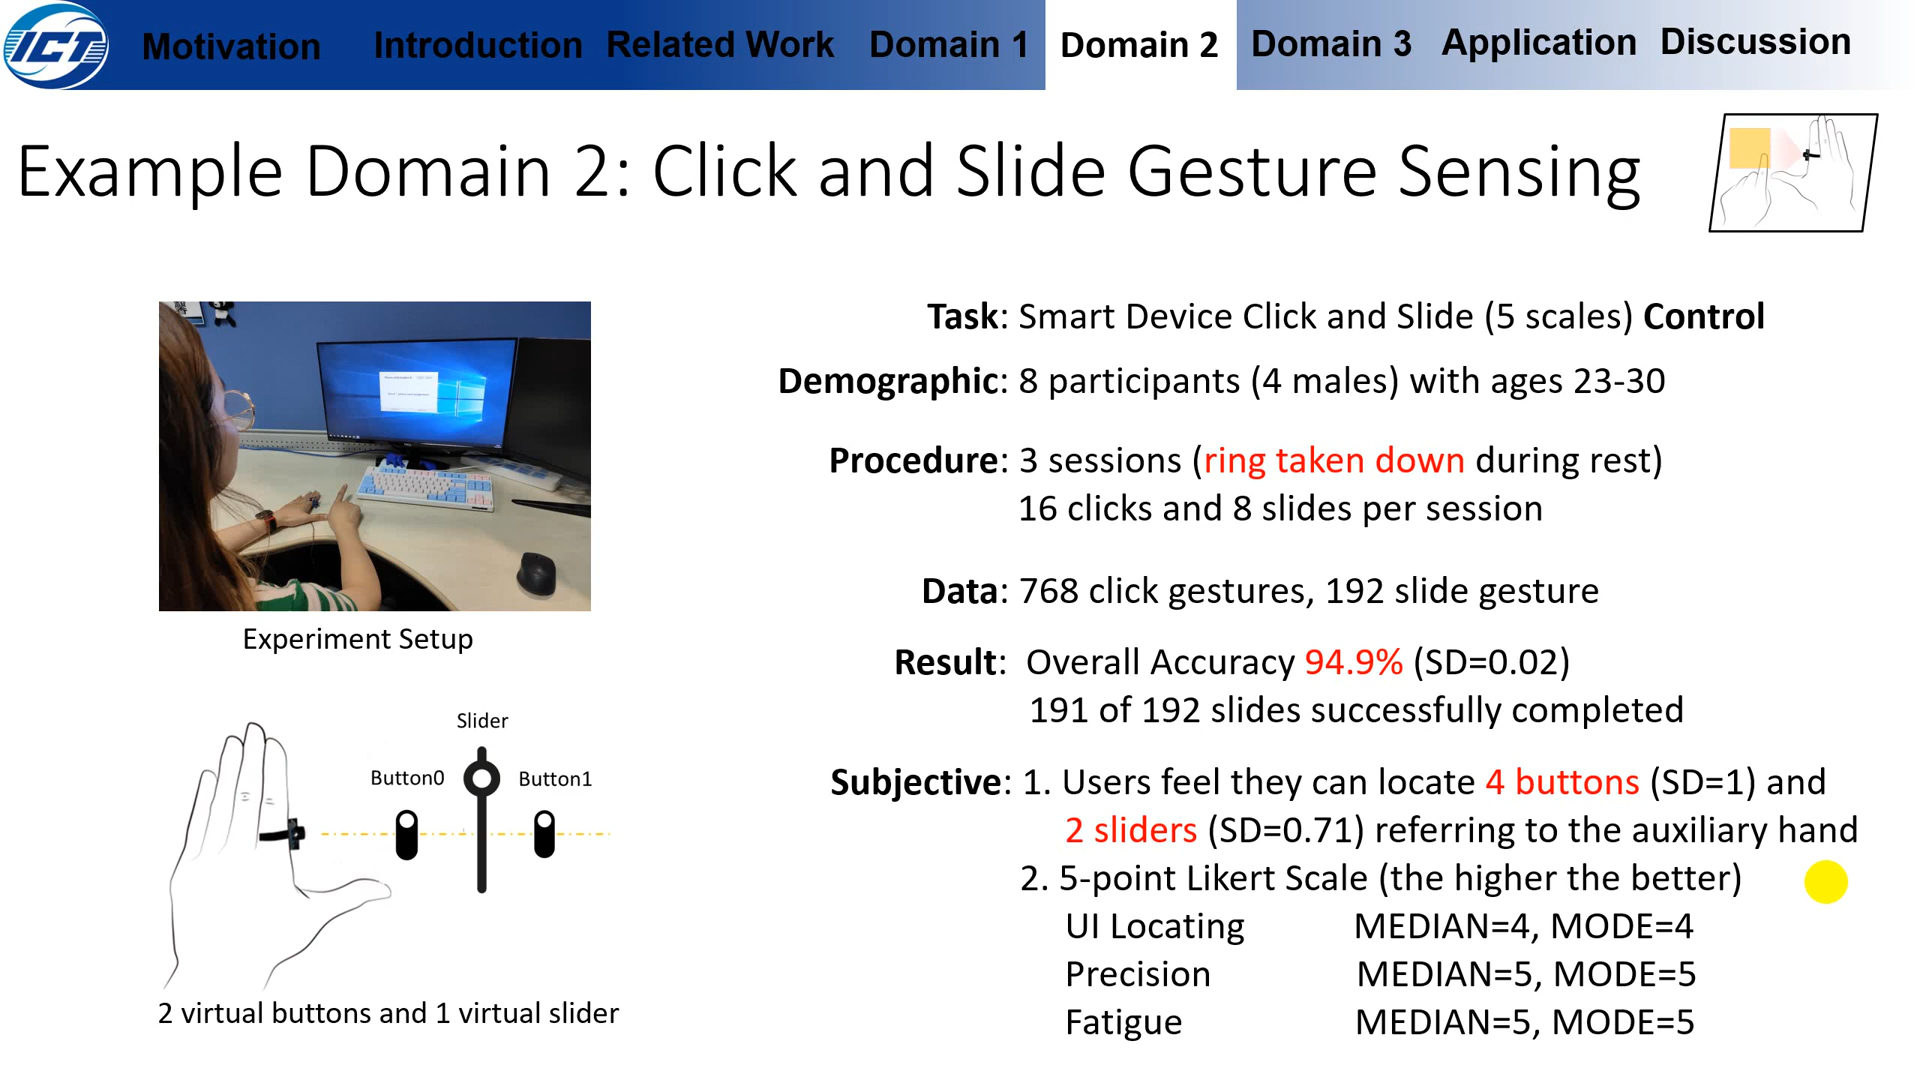 ICT
Motivation Introduction Related Work Domain 1 Domain 2 Domain 3 Application Discussion
Example Domain 2: Click and Slide Gesture Sensing
Experiment Setup
Slider
Button0 Button1
2 virtual buttons and 1 virtual slider
Task: Smart Device Click and Slide (5 scales) Control
Demographic: 8 participants (4 males) with ages 23-30
Procedure: 3 sessions (ring taken down during rest)
16 clicks and 8 slides per session
Data: 768 click gestures, 192 slide gesture
Result: Overall Accuracy 94.9% (SD=0.02)
191 of 192 slides successfully completed
Subjective: 1. Users feel they can locate 4 buttons (SD=1) and
2 sliders (SD=0.71) referring to the auxiliary hand
2. 5-point Likert Scale (the higher the better)
UI Locating MEDIAN=4, MODE=4
Precision MEDIAN=5, MODE=5
Fatigue MEDIAN=5, MODE=5